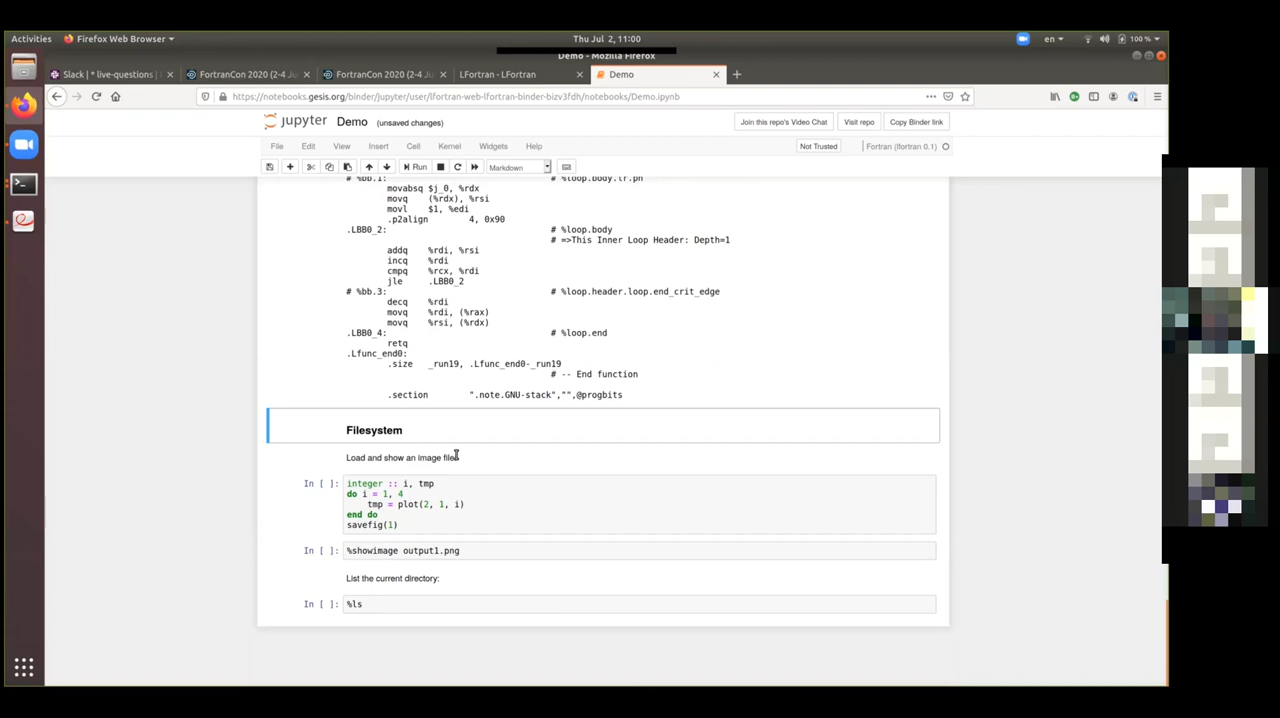 Activities Firefox Web Browser Thu Jul 2, 11:00 en 100 %
Demo - Mozilla Firefox
Slack | * live-questions | FortranCon 2020 (2-4 Ju FortranCon 2020 (2-4 Ju LFortran - LFortran Demo
https://notebooks.gesis.org/binder/jupyter/user/lfortran-web-lfortran-binder-bizv3fdh/notebooks/Demo.ipynb
jupyter Demo (unsaved changes) Join this repo's Video Chat Visit repo Copy Binder link
File Edit View Insert Cell Kernel Widgets Help Not Trusted Fortran (lfortran 0.1)
Run Markdown
# %bb.1: # %loop.body.lr.ph
movabsq $j_0, %rdx
movq (%rdx), %rsi
movl $1, %edi
.p2align 4, 0x90
.LBB0_2: # %loop.body
# =>This Inner Loop Header: Depth=1
addq %rdi, %rsi
incq %rdi
cmpq %rcx, %rdi
jle .LBB0_2
# %bb.3: # %loop.header.loop.end_crit_edge
decq %rdi
movq %rdi, (%rax)
movq %rsi, (%rdx)
.LBB0_4: # %loop.end
retq
.Lfunc_end0:
.size _run19, .Lfunc_end0-_run19
# -- End function
.section ".note.GNU-stack","",@progbits
Filesystem
Load and show an image file:
In [ ]: integer :: i, tmp
do i = 1, 4
tmp = plot(2, 1, i)
end do
savefig(1)
In [ ]: %showimage output1.png
List the current directory:
In [ ]: %ls